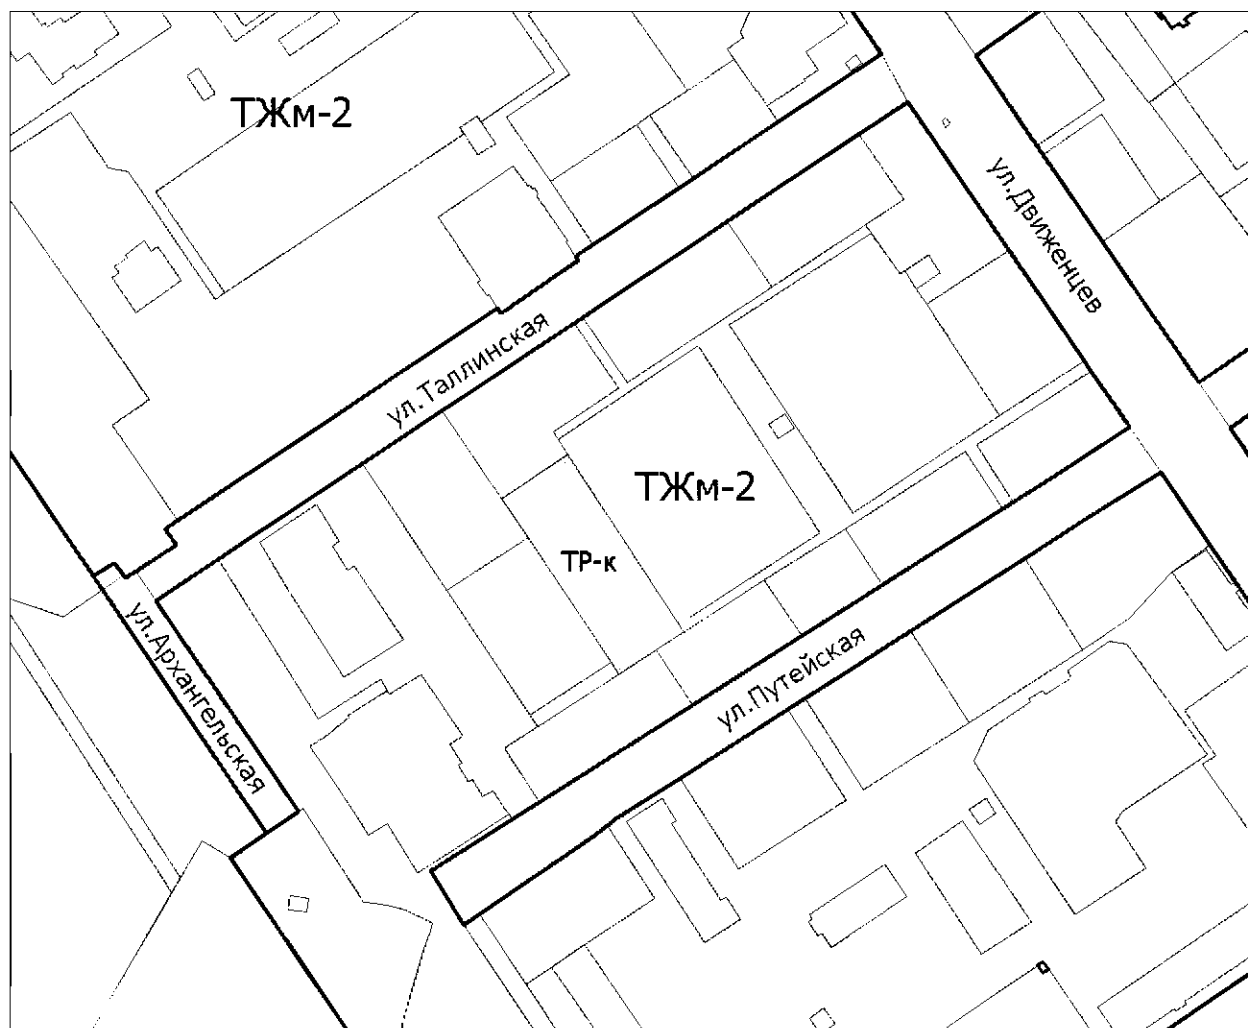 ТЖм-2
ул.Движенцев
ул.Таллинская
ТЖм-2
ТР-к
ул.Архангельская
ул.Путейская